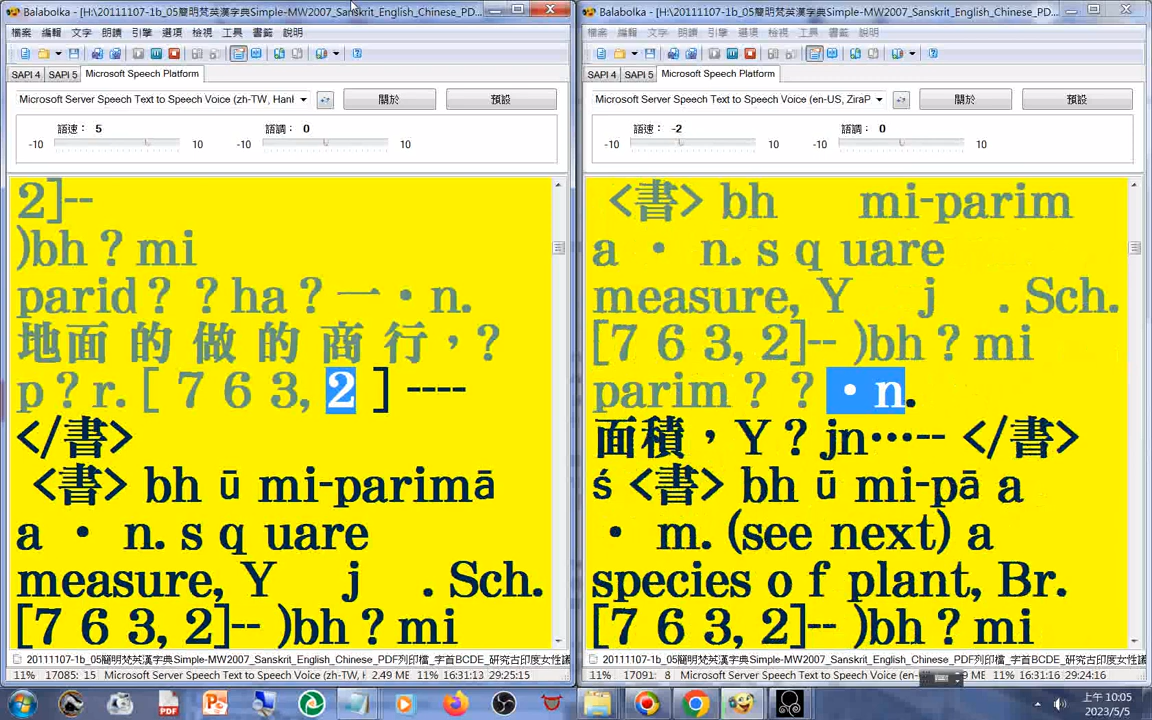 Balabolka - [H:\20111107-1b_05簡明梵英漢字典Simple-MW2007_Sanskrit_English_Chinese_PD...
檔案 編輯 文字 朗讀 引擎 選項 檢視 工具 書籤 說明
SAPI 4 SAPI 5 Microsoft Speech Platform
Microsoft Server Speech Text to Speech Voice (zh-TW, Hanl 關於 預設
語速： 5 語調： 0
-10 10 -10 10
2]--
)bh？mi
parid？？ha？一・n.
地面 的 做 的 商 行，？
p？r. [ 7 6 3, 2 ] ----
</書>
<書> bh ū mi-parimā
a ・ n. s q uare
measure, Y j . Sch.
[7 6 3, 2]-- )bh？mi
20111107-1b_05簡明梵英漢字典Simple-MW2007_Sanskrit_English_Chinese_PDF列印檔_字首BCDE_研究古印度女性議
11% 17085: 15 Microsoft Server Speech Text to Speech Voice (zh-TW, H 2.49 MB 11% 16:31:13 29:25:15
Balabolka - [H:\20111107-1b_05簡明梵英漢字典Simple-MW2007_Sanskrit_English_Chinese_PD...
檔案 編輯 文字 朗讀 引擎 選項 檢視 工具 書籤 說明
SAPI 4 SAPI 5 Microsoft Speech Platform
Microsoft Server Speech Text to Speech Voice (en-US, ZiraP 關於 預設
語速： -2 語調： 0
-10 10 -10 10
<書> bh mi-parim
a ・ n. s q uare
measure, Y j . Sch.
[7 6 3, 2]-- )bh？mi
parim？？・n.
面積，Y？jn…-- </書>
ś <書> bh ū mi-pā a
・ m. (see next) a
species o f plant, Br.
[7 6 3, 2]-- )bh？mi
20111107-1b_05簡明梵英漢字典Simple-MW2007_Sanskrit_English_Chinese_PDF列印檔_字首BCDE_研究古印度女性議
11% 17091: 8 Microsoft Server Speech Text to Speech Voice (en- 11% 16:31:16 29:24:16
PDF
上午 10:05
2023/5/5